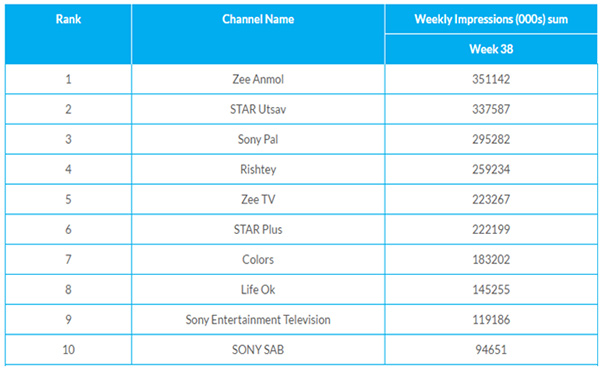 Rank Channel Name Weekly Impressions (000s) sum
Week 38
1 Zee Anmol 351142
2 STAR Utsav 337587
3 Sony Pal 295282
4 Rishtey 259234
5 Zee TV 223267
6 STAR Plus 222199
7 Colors 183202
8 Life Ok 145255
9 Sony Entertainment Television 119186
10 SONY SAB 94651